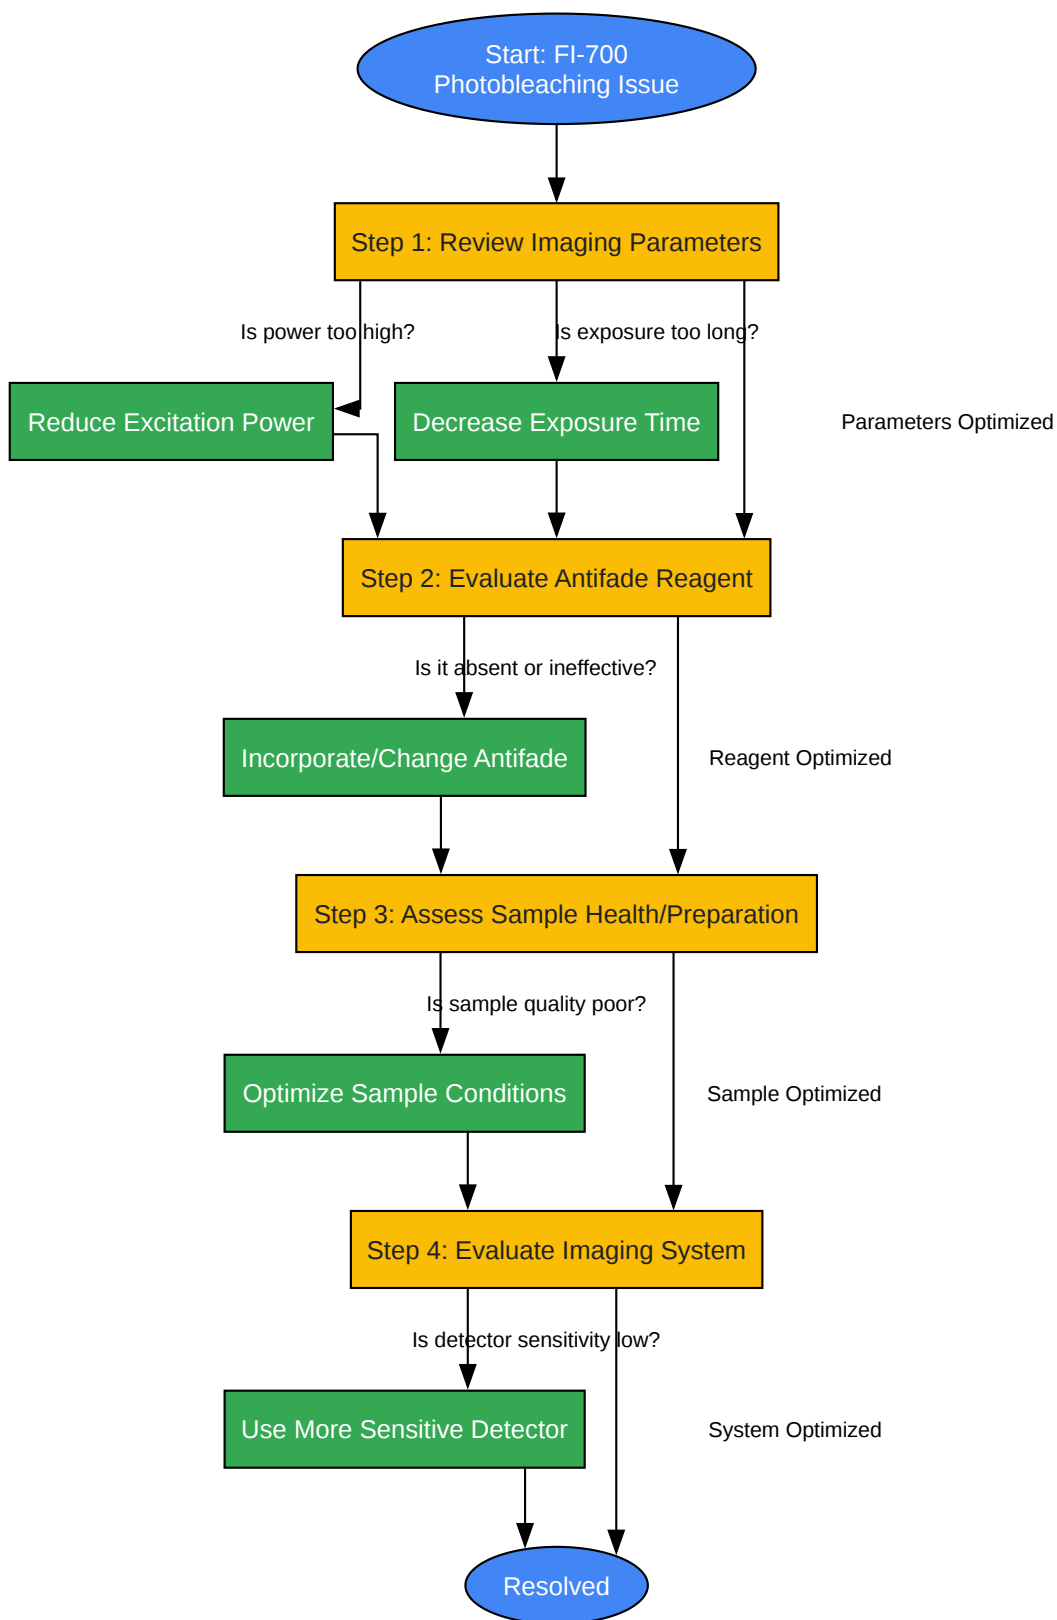 Start: FI-700
Photobleaching Issue
Step 1: Review Imaging Parameters
Is power too high?
Is exposure too long?
Reduce Excitation Power
Decrease Exposure Time
Parameters Optimized
Step 2: Evaluate Antifade Reagent
Is it absent or ineffective?
Incorporate/Change Antifade
Reagent Optimized
Step 3: Assess Sample Health/Preparation
Is sample quality poor?
Optimize Sample Conditions
Sample Optimized
Step 4: Evaluate Imaging System
Is detector sensitivity low?
Use More Sensitive Detector
System Optimized
Resolved